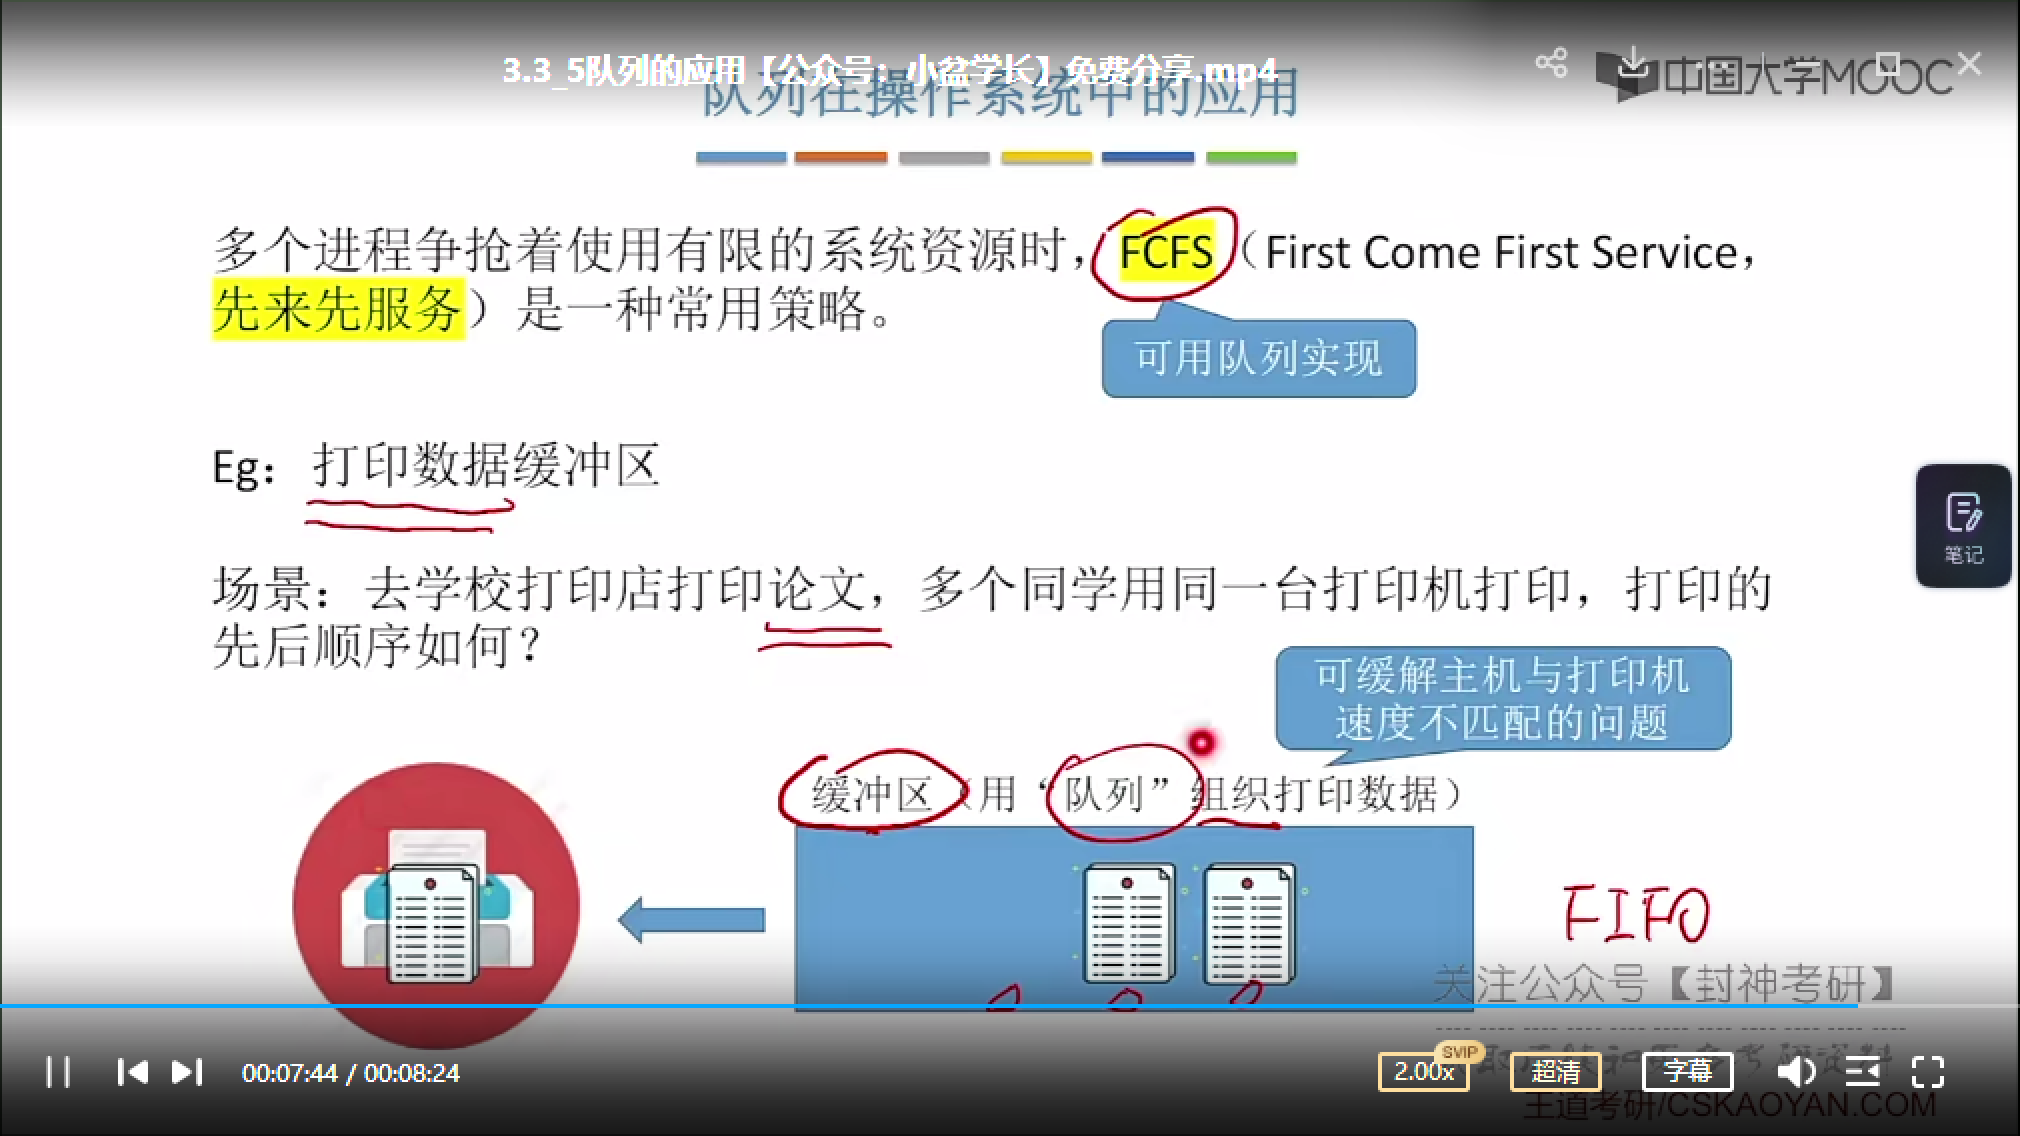 3.3_5队列的应用【公众号：小盆学长】免费分享.mp4
中国大学MOOC
队列在操作系统中的应用
多个进程争抢着使用有限的系统资源时，FCFS（First Come First Service，
先来先服务）是一种常用策略。
可用队列实现
Eg：打印数据缓冲区
笔记
场景：去学校打印店打印论文，多个同学用同一台打印机打印，打印的
先后顺序如何？
可缓解主机与打印机
速度不匹配的问题
缓冲区（用“队列”组织打印数据）
FIFO
关注公众号【封神考研】
00:07:44 / 00:08:24
2.00x
SVIP
超清
字幕
王道考研/CSKAOYAN.COM